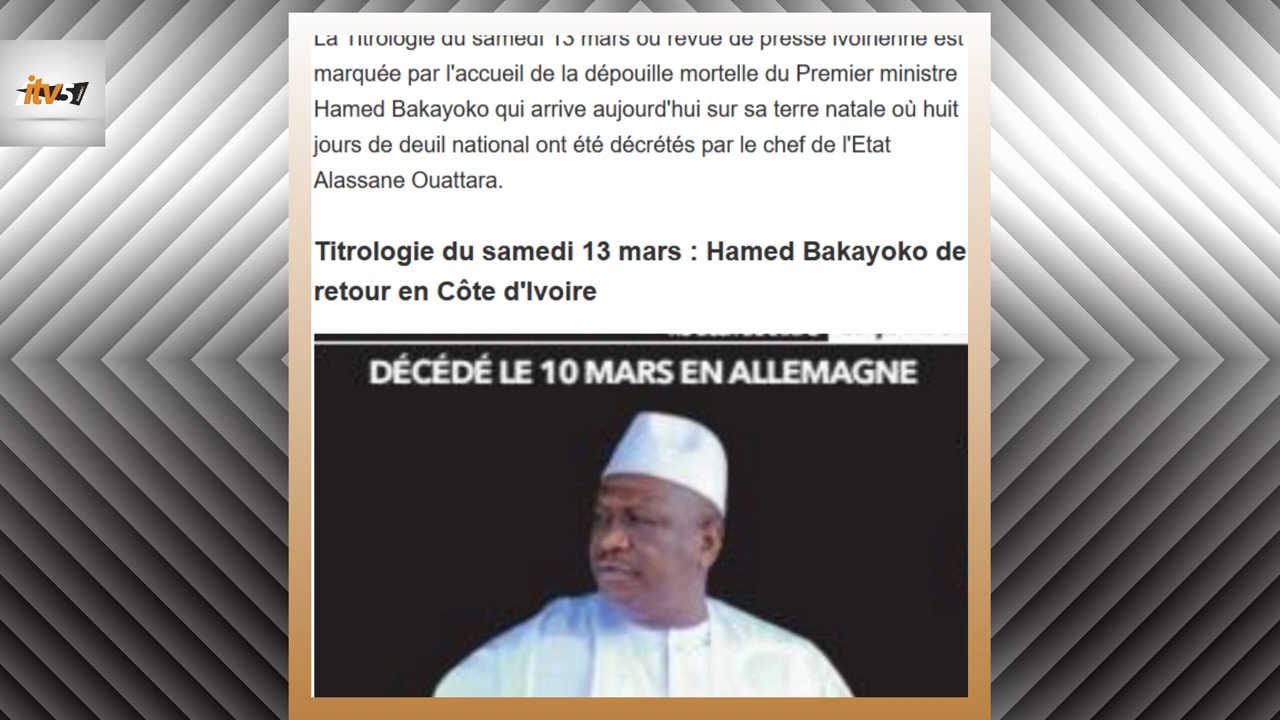 itv5
La Titrologie du samedi 13 mars ou revue de presse ivoirienne est
marquée par l'accueil de la dépouille mortelle du Premier ministre
Hamed Bakayoko qui arrive aujourd'hui sur sa terre natale où huit
jours de deuil national ont été décrétés par le chef de l'Etat
Alassane Ouattara.
Titrologie du samedi 13 mars : Hamed Bakayoko de
retour en Côte d'Ivoire
DÉCÉDÉ LE 10 MARS EN ALLEMAGNE